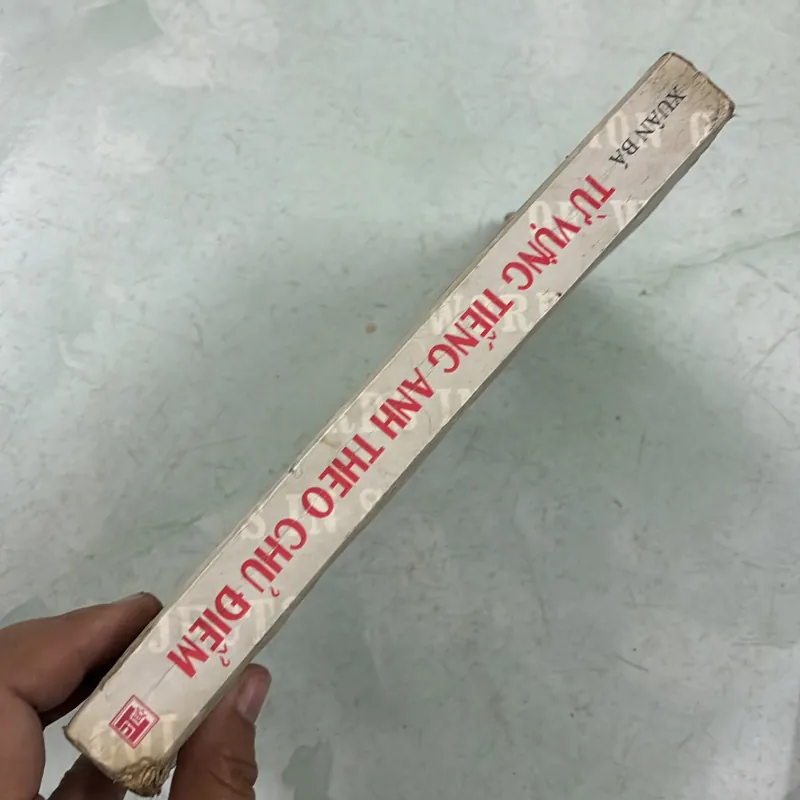 XUÂN BÁ
TỪ VỰNG TIẾNG ANH THEO CHỦ ĐIỂM